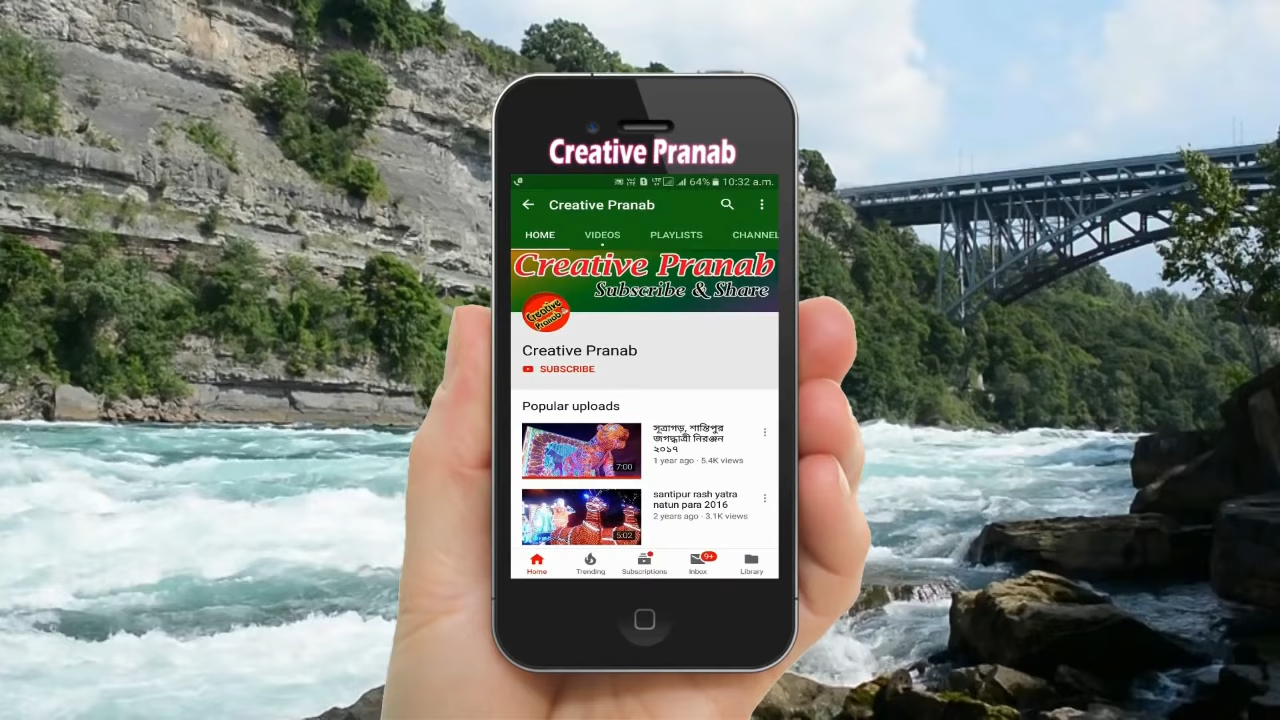 Creative Pranab
64% 10:32 a.m.
Creative Pranab
HOME VIDEOS PLAYLISTS CHANNEL
Creative Pranab
Subscribe & Share
Creative Pranab
Creative Pranab
SUBSCRIBE
Popular uploads
সূত্রাগড়, শান্তিপুর
জগদ্ধাত্রী নিরঞ্জন
২০১৭
1 year ago · 5.4K views
7:00
santipur rash yatra
natun para 2016
2 years ago · 3.1K views
5:02
9+
Home Trending Subscriptions Inbox Library